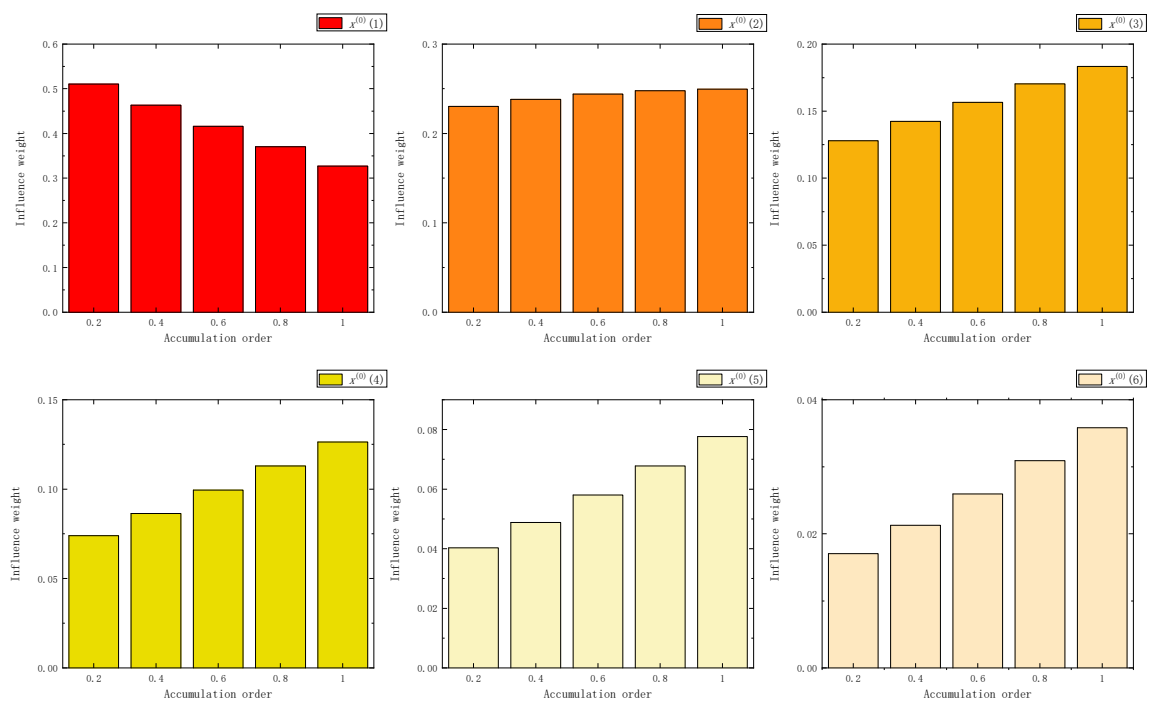 x⁽⁰⁾(1)
0.6
0.5
0.4
0.3
0.2
0.1
0.0
Influence weight
0.2 0.4 0.6 0.8 1
Accumulation order
x⁽⁰⁾(2)
0.3
0.2
0.1
0.0
Influence weight
0.2 0.4 0.6 0.8 1
Accumulation order
x⁽⁰⁾(3)
0.20
0.15
0.10
0.05
0.00
Influence weight
0.2 0.4 0.6 0.8 1
Accumulation order
x⁽⁰⁾(4)
0.15
0.10
0.05
0.00
Influence weight
0.2 0.4 0.6 0.8 1
Accumulation order
x⁽⁰⁾(5)
0.08
0.06
0.04
0.02
0.00
Influence weight
0.2 0.4 0.6 0.8 1
Accumulation order
x⁽⁰⁾(6)
0.04
0.02
0.00
Influence weight
0.2 0.4 0.6 0.8 1
Accumulation order